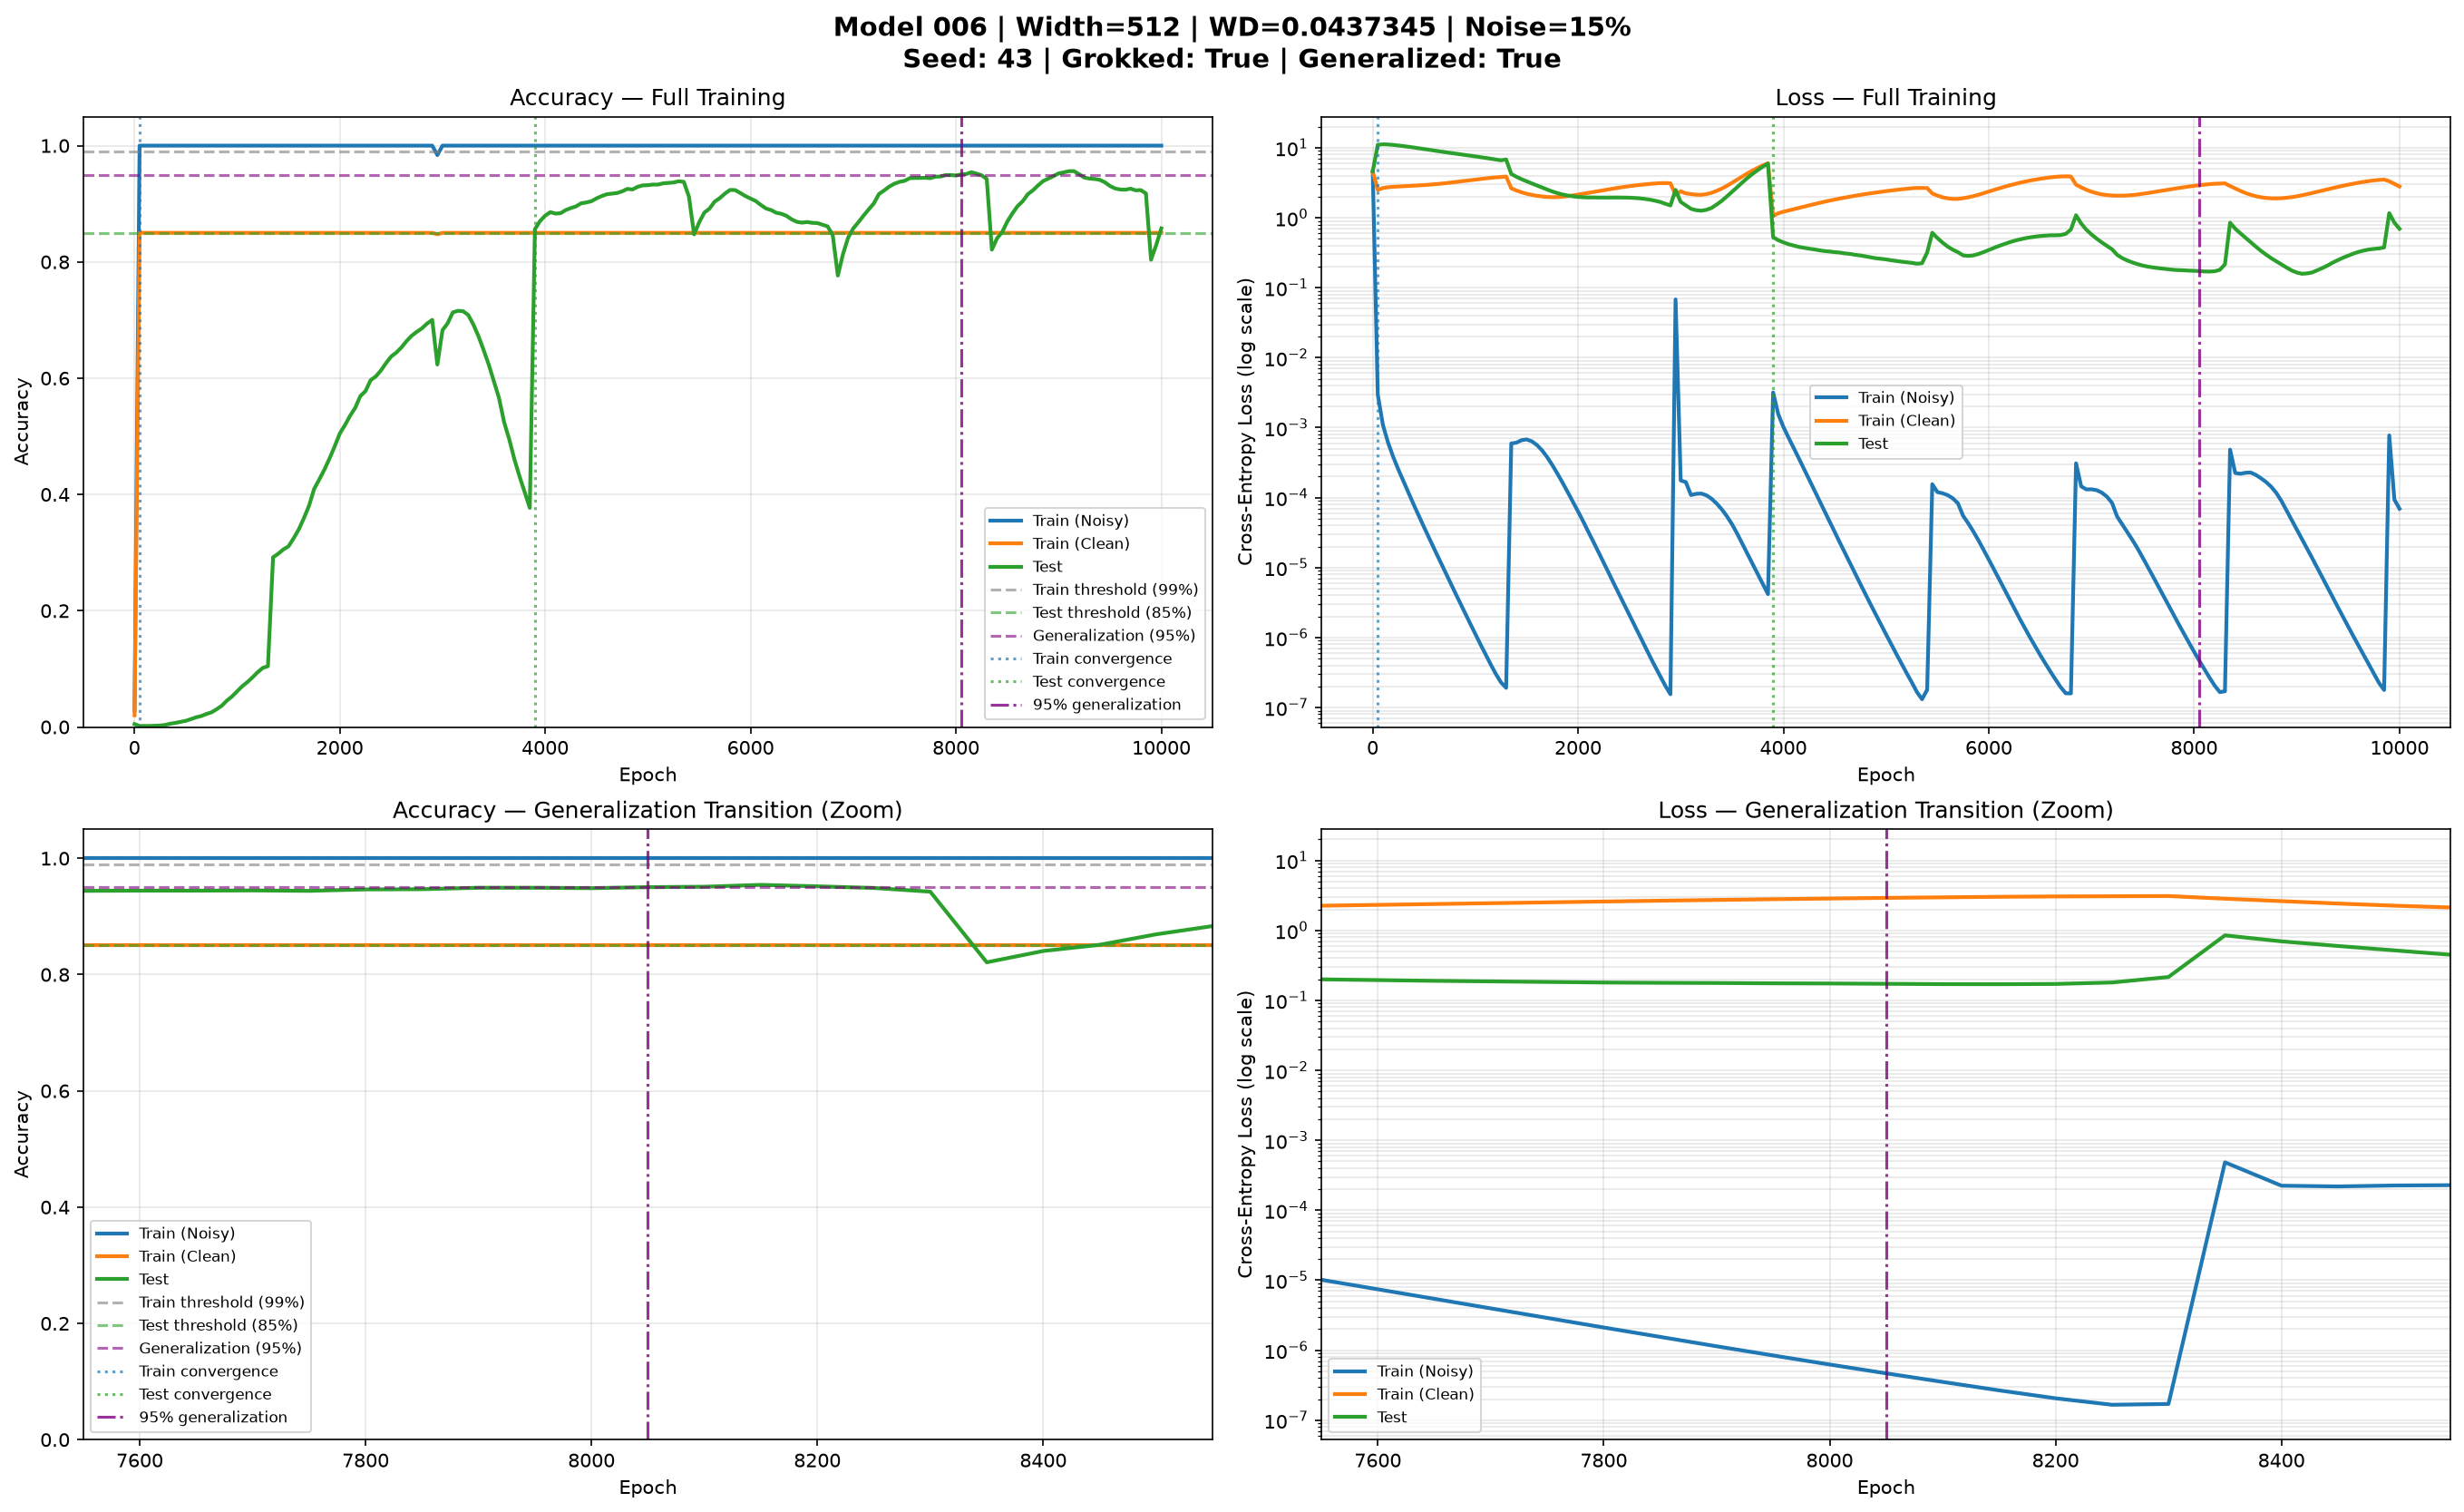 Model 006 | Width=512 | WD=0.0437345 | Noise=15%
Seed: 43 | Grokked: True | Generalized: True
Accuracy — Full Training
1.0
0.8
0.6
0.4
0.2
0.0
Accuracy
0 2000 4000 6000 8000 10000
Epoch
Train (Noisy)
Train (Clean)
Test
Train threshold (99%)
Test threshold (85%)
Generalization (95%)
Train convergence
Test convergence
95% generalization
Loss — Full Training
10¹
10⁰
10⁻¹
10⁻²
10⁻³
10⁻⁴
10⁻⁵
10⁻⁶
10⁻⁷
Cross-Entropy Loss (log scale)
0 2000 4000 6000 8000 10000
Epoch
Train (Noisy)
Train (Clean)
Test
Accuracy — Generalization Transition (Zoom)
1.0
0.8
0.6
0.4
0.2
0.0
Accuracy
7600 7800 8000 8200 8400
Epoch
Train (Noisy)
Train (Clean)
Test
Train threshold (99%)
Test threshold (85%)
Generalization (95%)
Train convergence
Test convergence
95% generalization
Loss — Generalization Transition (Zoom)
10¹
10⁰
10⁻¹
10⁻²
10⁻³
10⁻⁴
10⁻⁵
10⁻⁶
10⁻⁷
Cross-Entropy Loss (log scale)
7600 7800 8000 8200 8400
Epoch
Train (Noisy)
Train (Clean)
Test